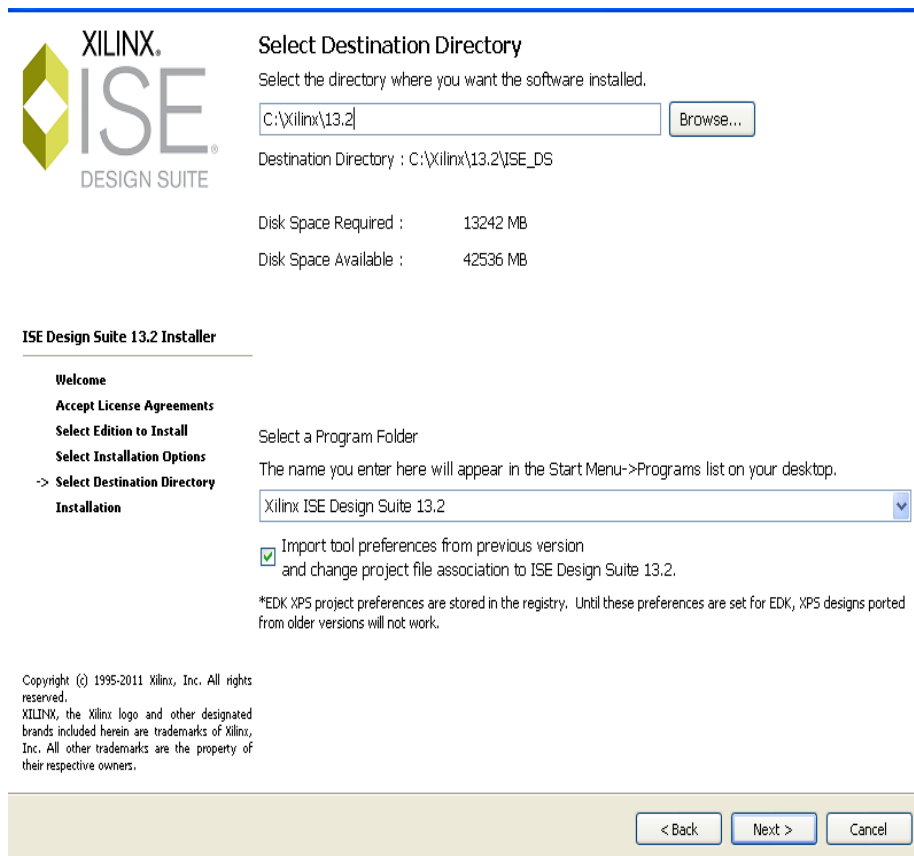 XILINX®
ISE®
DESIGN SUITE
Select Destination Directory
Select the directory where you want the software installed.
C:\Xilinx\13.2
Browse...
Destination Directory : C:\Xilinx\13.2\ISE_DS
Disk Space Required : 13242 MB
Disk Space Available : 42536 MB
ISE Design Suite 13.2 Installer
Welcome
Accept License Agreements
Select Edition to Install
Select Installation Options
-> Select Destination Directory
Installation
Select a Program Folder
The name you enter here will appear in the Start Menu->Programs list on your desktop.
Xilinx ISE Design Suite 13.2
Import tool preferences from previous version
and change project file association to ISE Design Suite 13.2.
*EDK XPS project preferences are stored in the registry. Until these preferences are set for EDK, XPS designs ported
from older versions will not work.
Copyright (c) 1995-2011 Xilinx, Inc. All rights
reserved.
XILINX, the Xilinx logo and other designated
brands included herein are trademarks of Xilinx,
Inc. All other trademarks are the property of
their respective owners.
< Back
Next >
Cancel